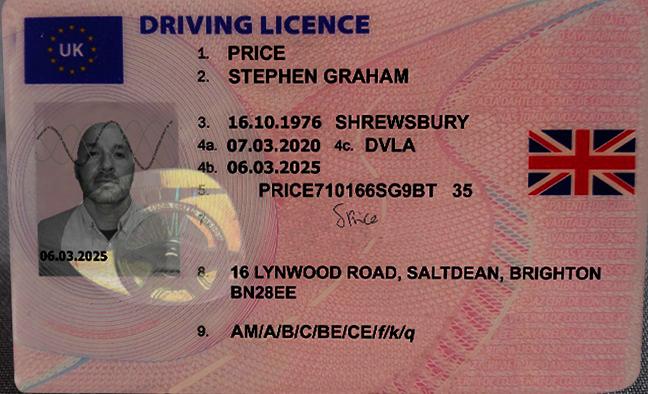 DRIVING LICENCE
UK
1. PRICE
2. STEPHEN GRAHAM
3. 16.10.1976 SHREWSBURY
4a. 07.03.2020 4c. DVLA
4b. 06.03.2025
5. PRICE710166SG9BT 35
SPrice
06.03.2025
8. 16 LYNWOOD ROAD, SALTDEAN, BRIGHTON
BN28EE
9. AM/A/B/C/BE/CE/f/k/q